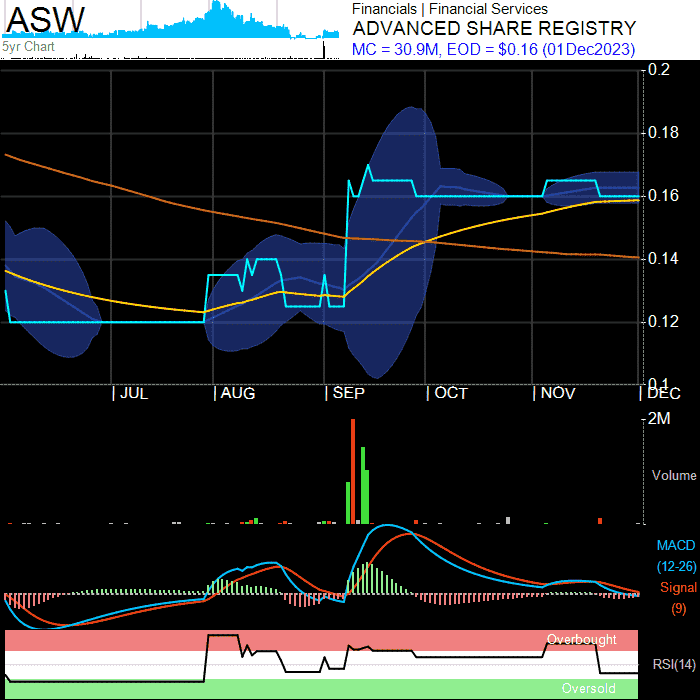 ASW
5yr Chart
Financials | Financial Services
ADVANCED SHARE REGISTRY
MC = 30.9M, EOD = $0.16 (01Dec2023)
0.2
0.18
0.16
0.14
0.12
0.1
JUL
AUG
SEP
OCT
NOV
DEC
2M
Volume
MACD
(12-26)
Signal
(9)
Overbought
RSI(14)
Oversold